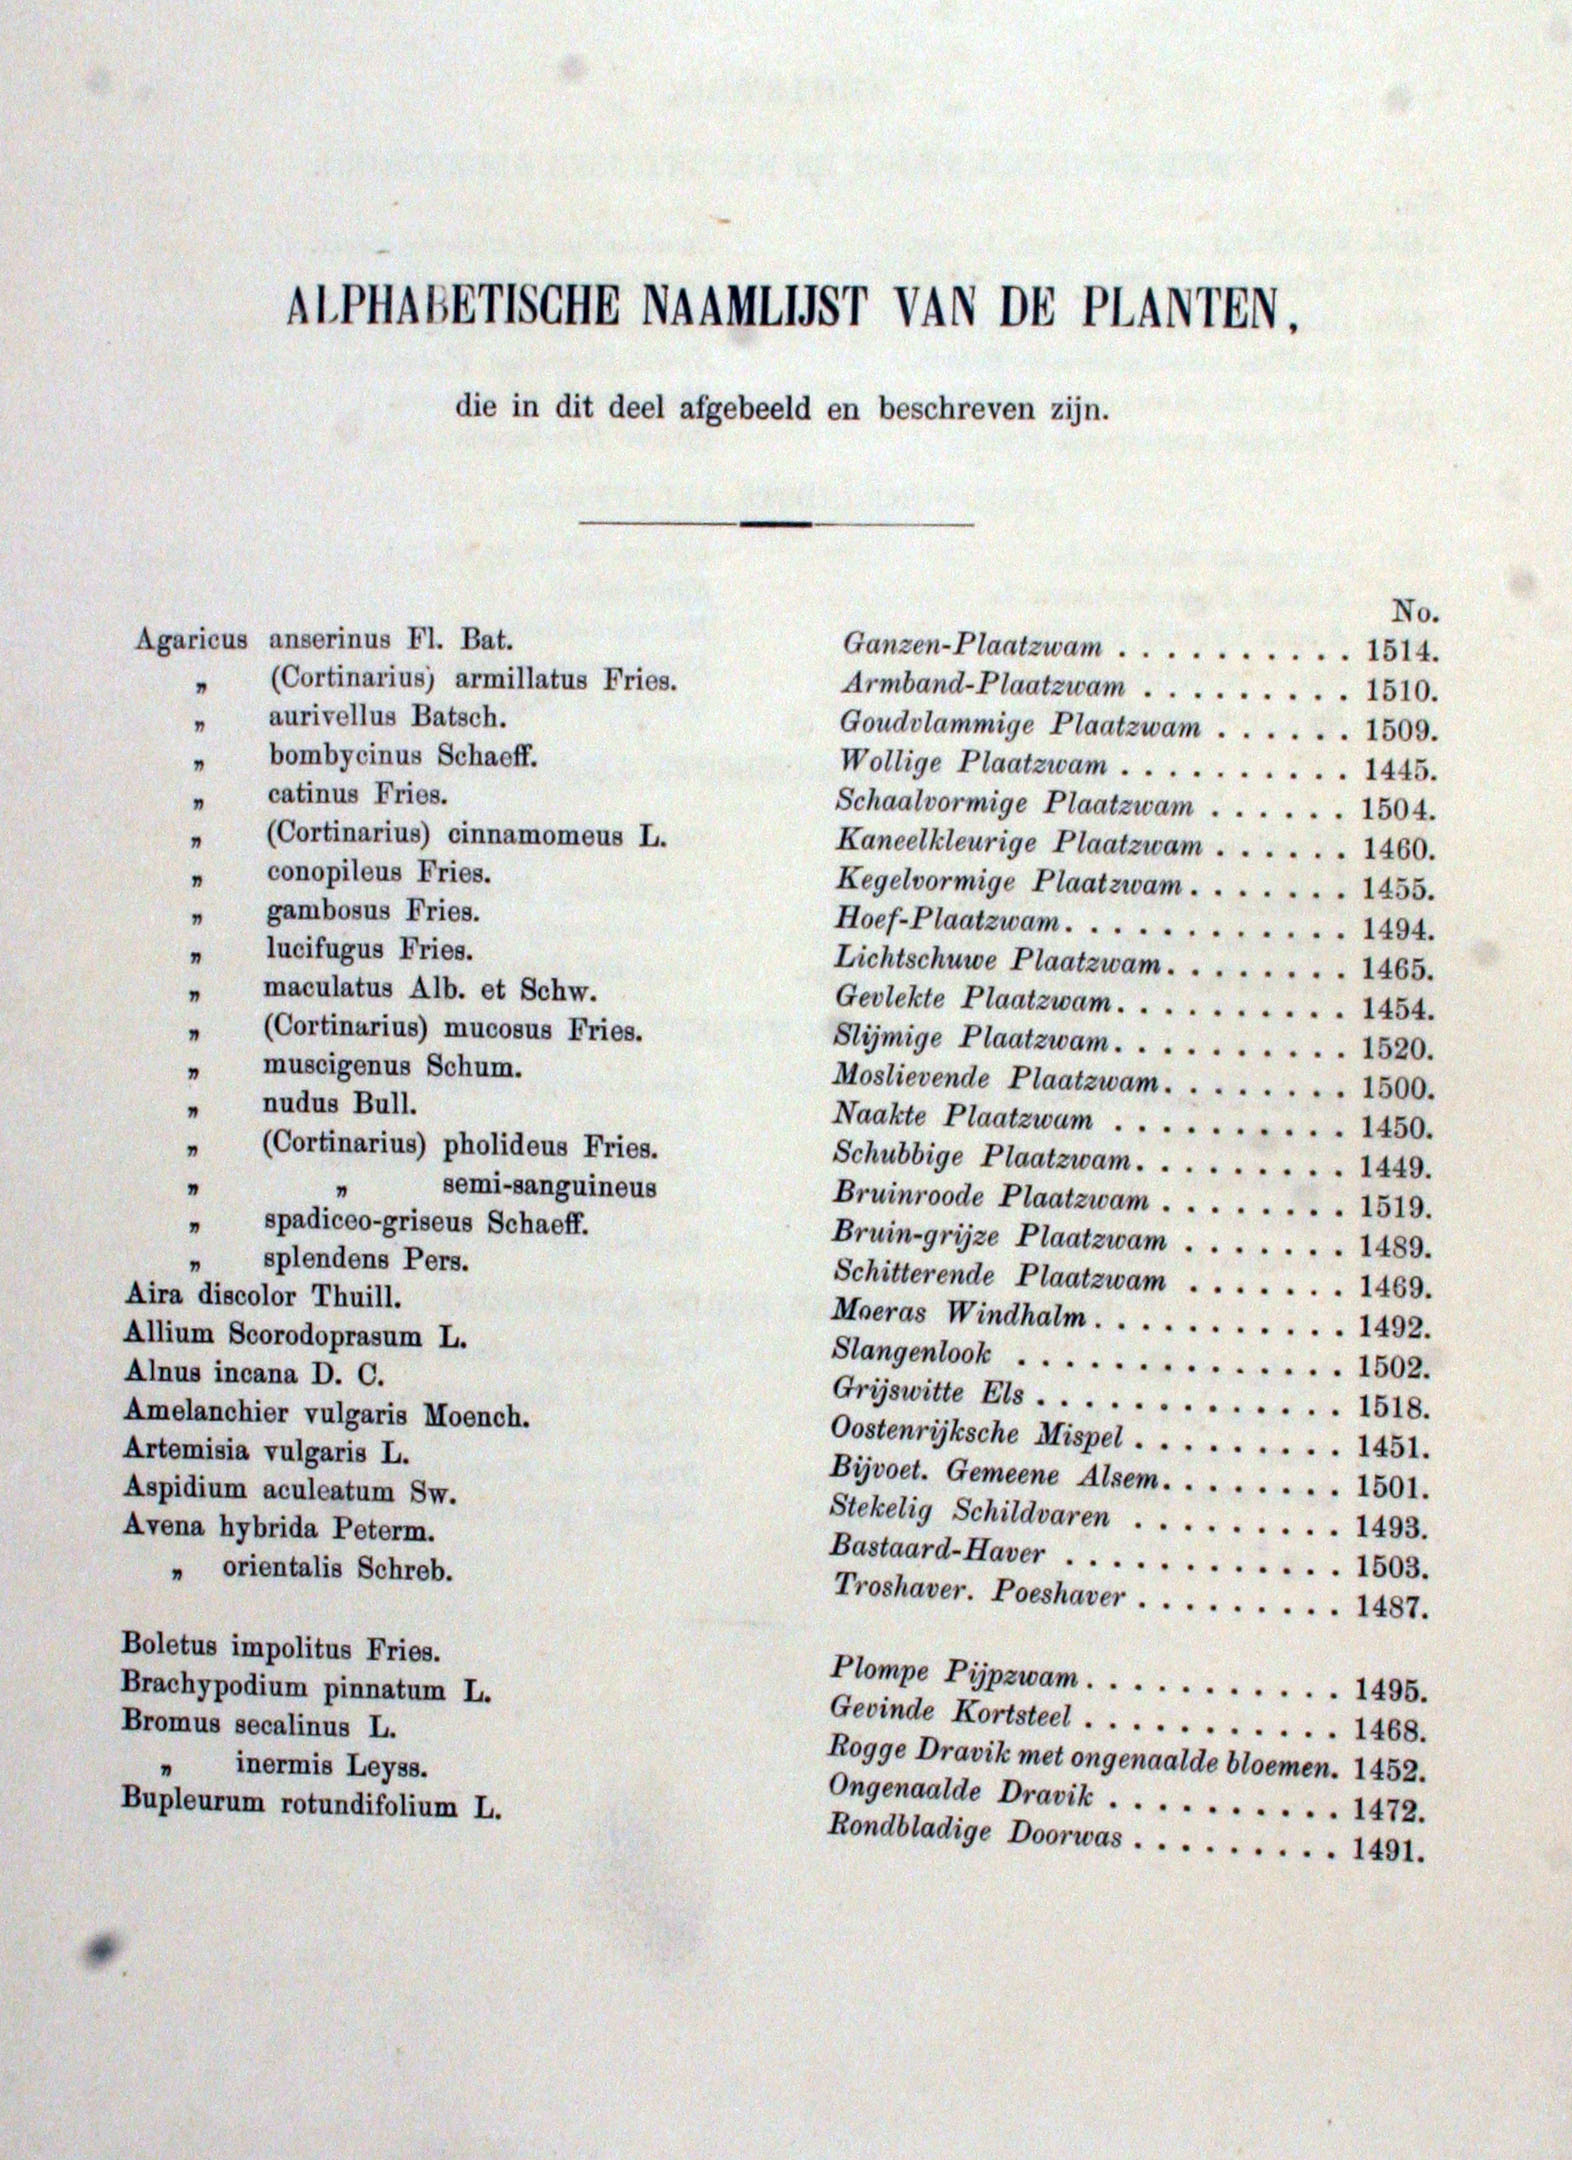 ALPHABETISCHE NAAMLIJST VAN DE PLANTEN,
die in dit deel afgebeeld en beschreven zijn.
No.
Agaricus anserinus Fl. Bat. Ganzen-Plaatzwam . . . . . . . . . . 1514.
„ (Cortinarius) armillatus Fries. Armband-Plaatzwam . . . . . . . . . 1510.
„ aurivellus Batsch. Goudvlammige Plaatzwam . . . . . . 1509.
„ bombycinus Schaeff. Wollige Plaatzwam . . . . . . . . . . 1445.
„ catinus Fries. Schaalvormige Plaatzwam . . . . . . 1504.
„ (Cortinarius) cinnamomeus L. Kaneelkleurige Plaatzwam . . . . . . 1460.
„ conopileus Fries. Kegelvormige Plaatzwam . . . . . . . 1455.
„ gambosus Fries. Hoef-Plaatzwam . . . . . . . . . . . . 1494.
„ lucifugus Fries. Lichtschuwe Plaatzwam . . . . . . . . 1465.
„ maculatus Alb. et Schw. Gevlekte Plaatzwam . . . . . . . . . . 1454.
„ (Cortinarius) mucosus Fries. Slijmige Plaatzwam . . . . . . . . . . 1520.
„ muscigenus Schum. Moslievende Plaatzwam . . . . . . . . 1500.
„ nudus Bull. Naakte Plaatzwam . . . . . . . . . . 1450.
„ (Cortinarius) pholideus Fries. Schubbige Plaatzwam . . . . . . . . . 1449.
„ „ semi-sanguineus Bruinroode Plaatzwam . . . . . . . . 1519.
„ spadiceo-griseus Schaeff. Bruin-grijze Plaatzwam . . . . . . . 1489.
„ splendens Pers. Schitterende Plaatzwam . . . . . . . 1469.
Aira discolor Thuill. Moeras Windhalm . . . . . . . . . . . 1492.
Allium Scorodoprasum L. Slangenlook . . . . . . . . . . . . . . 1502.
Alnus incana D. C. Grijswitte Els . . . . . . . . . . . . . 1518.
Amelanchier vulgaris Moench. Oostenrijksche Mispel . . . . . . . . . 1451.
Artemisia vulgaris L. Bijvoet. Gemeene Alsem . . . . . . . . 1501.
Aspidium aculeatum Sw. Stekelig Schildvaren . . . . . . . . . 1493.
Avena hybrida Peterm. Bastaard-Haver . . . . . . . . . . . . 1503.
„ orientalis Schreb. Troshaver. Poeshaver . . . . . . . . . 1487.
Boletus impolitus Fries. Plompe Pijpzwam . . . . . . . . . . . 1495.
Brachypodium pinnatum L. Gevinde Kortsteel . . . . . . . . . . . 1468.
Bromus secalinus L. Rogge Dravik met ongenaalde bloemen. 1452.
„ inermis Leyss. Ongenaalde Dravik . . . . . . . . . . 1472.
Bupleurum rotundifolium L. Rondbladige Doorwas . . . . . . . . . 1491.